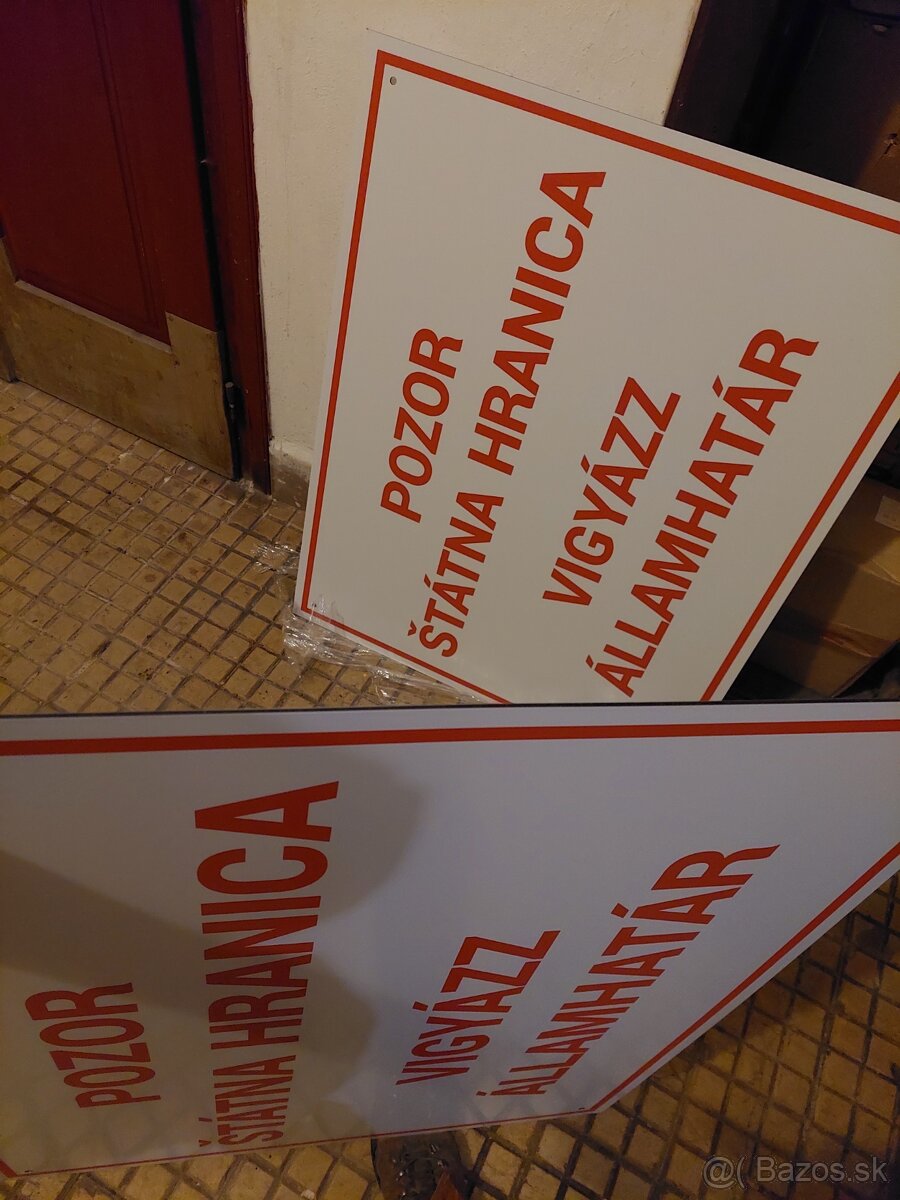 POZOR
ŠTÁTNA HRANICA
VIGYÁZZ
ÁLLAMHATÁR
POZOR
ŠTÁTNA HRANICA
VIGYÁZZ
ÁLLAMHATÁR
@( Bazos.sk